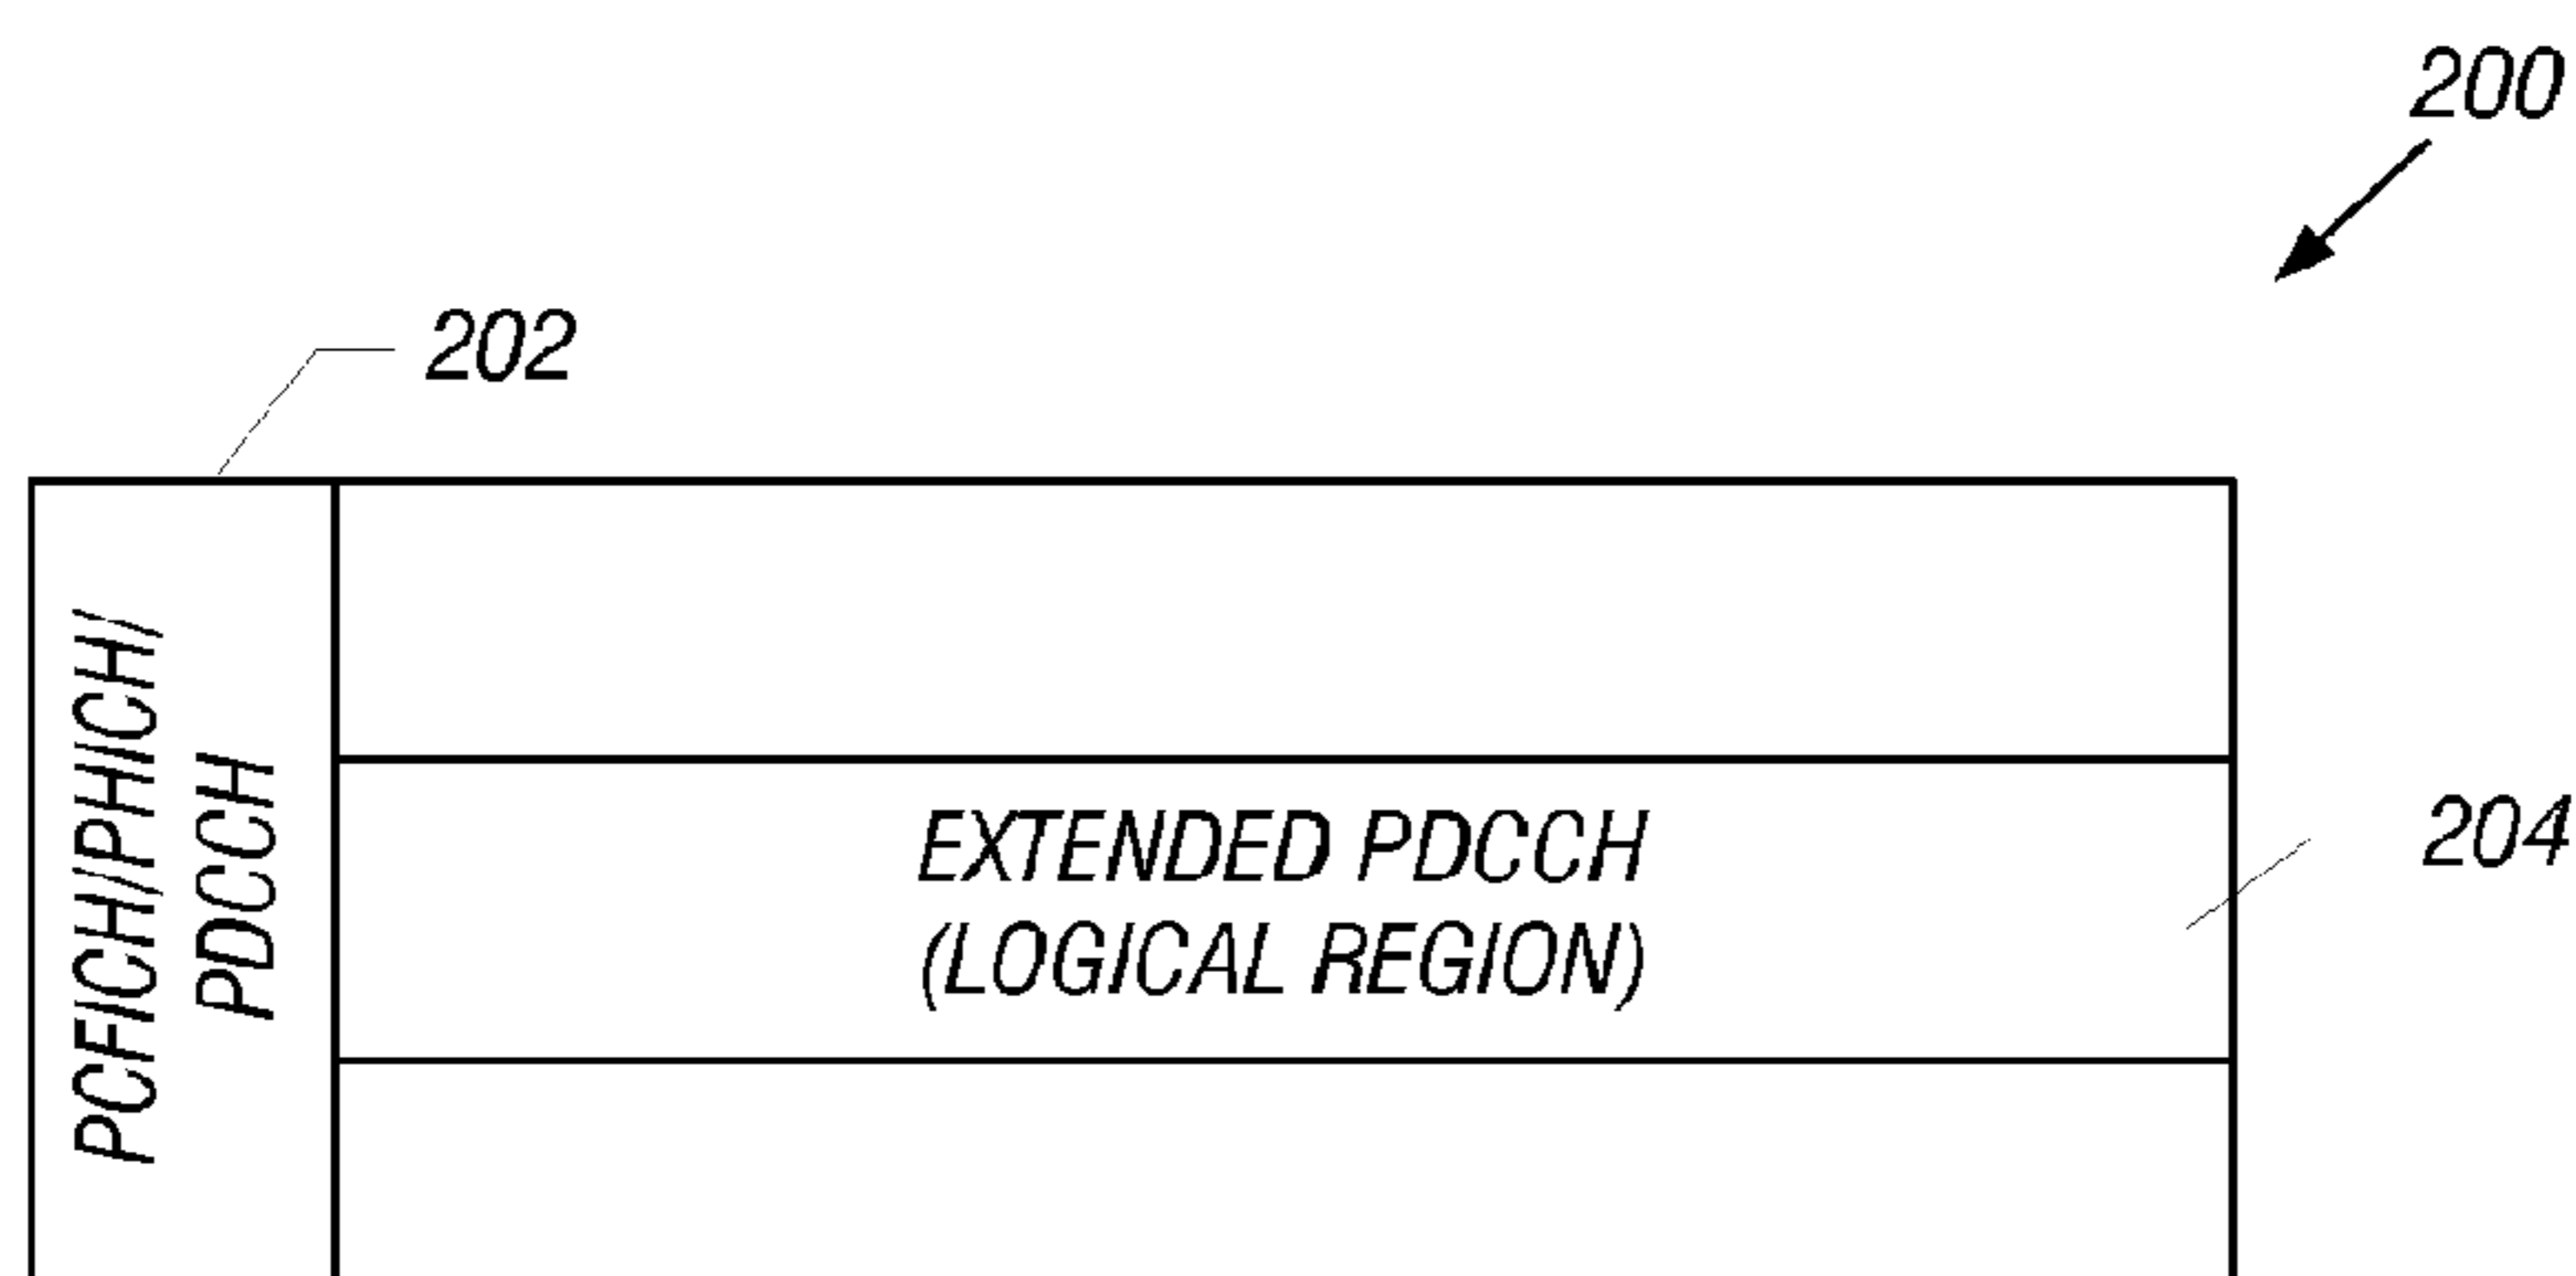 200
202
PCFICH/PHICH/
PDCCH
EXTENDED PDCCH
(LOGICAL REGION)
204